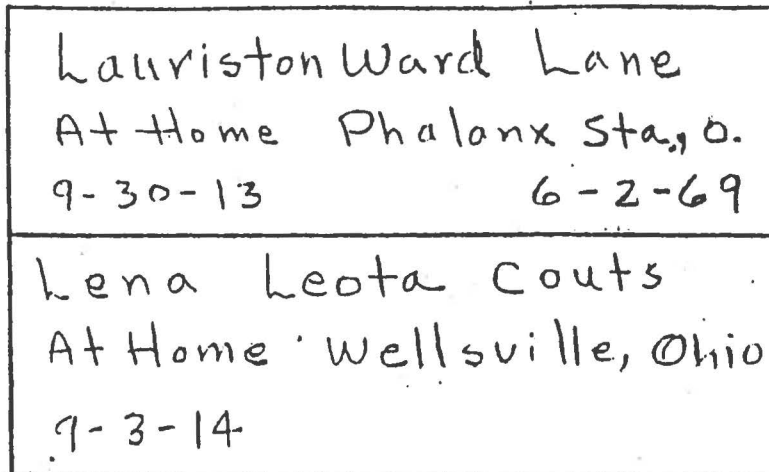 Lauriston Ward Lane
At Home Phalanx Sta., O.
9-30-13 6-2-69
Lena Leota Couts
At Home Wellsville, Ohio
9-3-14